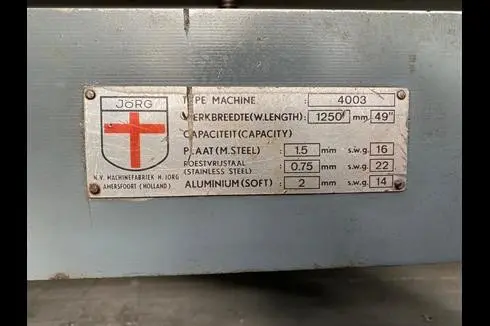 JÖRG
N.V. MACHINEFABRIEK H. JÖRG
AMERSFOORT (HOLLAND)
TYPE MACHINE : 4003
WERKBREEDTE (W.LENGTH) : 1250 mm 49"
CAPACITEIT (CAPACITY)
PLAAT (M. STEEL) : 1.5 mm s.w.g. 16
ROESTVRIJSTAAL (STAINLESS STEEL) : 0.75 mm s.w.g. 22
ALUMINIUM (SOFT) : 2 mm s.w.g. 14